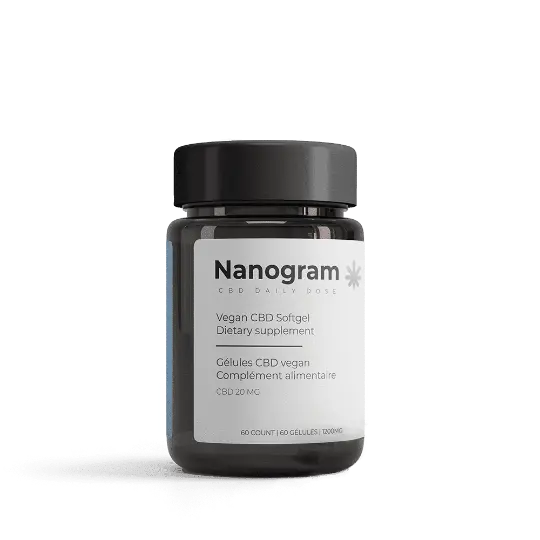 Nanogram
CBD DAILY DOSE
Vegan CBD Softgel
Dietary supplement
Gélules CBD vegan
Complément alimentaire
CBD 20 MG
60 COUNT | 60 GÉLULES | 1200MG